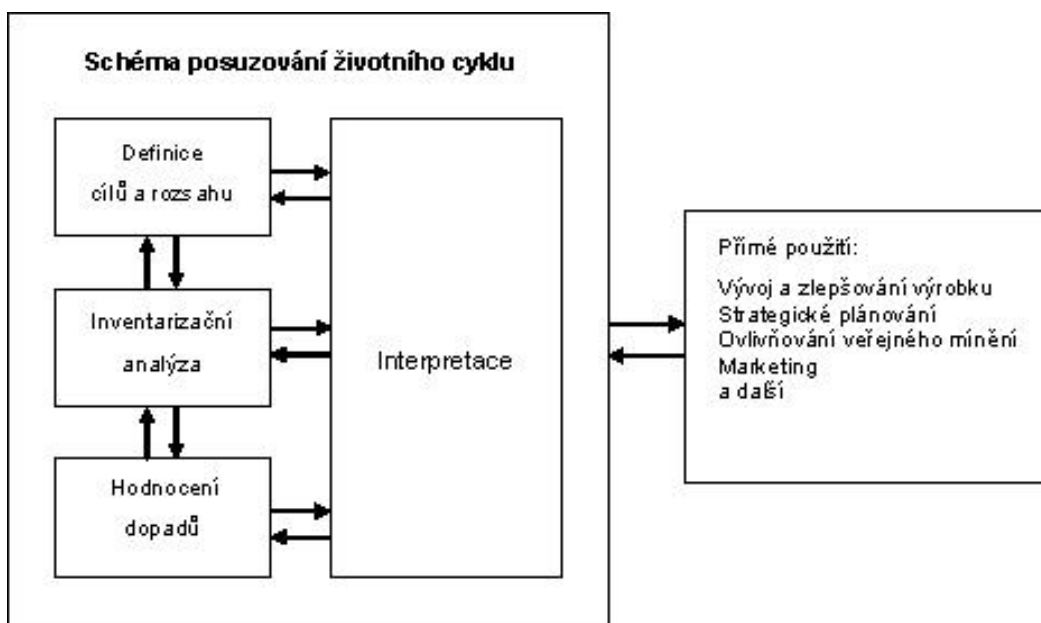 Schéma posuzování životního cyklu
Definice
cílů a rozsahu
Inventarizační
analýza
Hodnocení
dopadů
Interpretace
Přímé použití:
Vývoj a zlepšování výrobku
Strategické plánování
Ovlivňování veřejného mínění
Marketing
a další